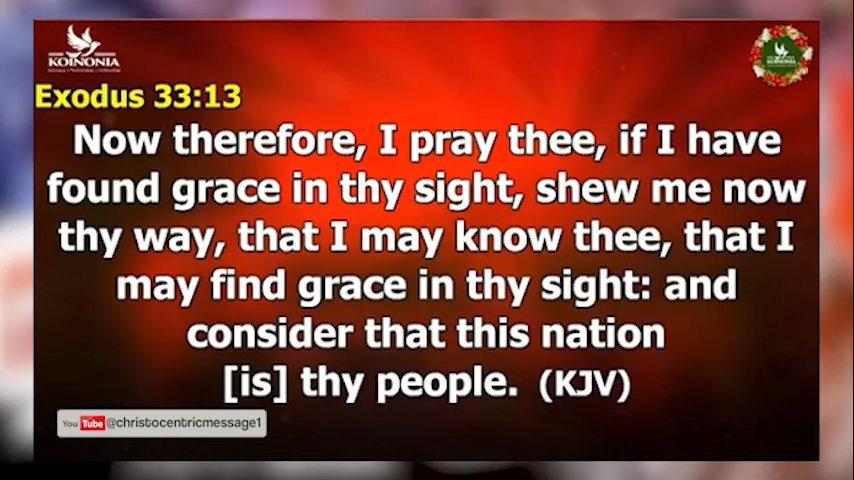 KOINONIA
KOINONIA
Exodus 33:13
Now therefore, I pray thee, if I have
found grace in thy sight, shew me now
thy way, that I may know thee, that I
may find grace in thy sight: and
consider that this nation
[is] thy people. (KJV)
You Tube @christocentricmessage1